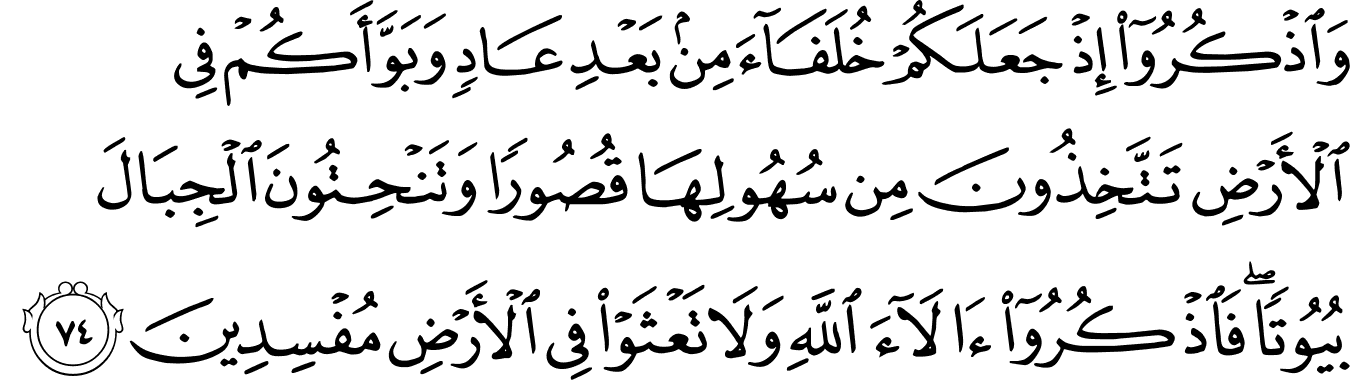 وَٱذۡكُرُوٓاْ إِذۡ جَعَلَكُمۡ خُلَفَآءَ مِنۢ بَعۡدِ عَادٖ وَبَوَّأَكُمۡ فِي
ٱلۡأَرۡضِ تَتَّخِذُونَ مِن سُهُولِهَا قُصُورٗا وَتَنۡحِتُونَ ٱلۡجِبَالَ
بُيُوتٗاۖ فَٱذۡكُرُوٓاْ ءَالَآءَ ٱللَّهِ وَلَا تَعۡثَوۡاْ فِي ٱلۡأَرۡضِ مُفۡسِدِينَ ٧٤